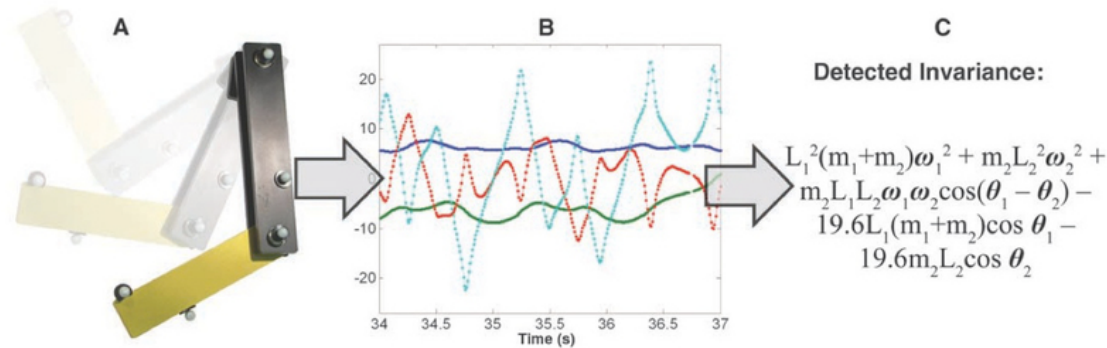 A
B
C
20
10
0
-10
-20
34
34.5
35
35.5
36
36.5
37
Time (s)
Detected Invariance:
L₁²(m₁+m₂)ω₁² + m₂L₂²ω₂² +
m₂L₁L₂ω₁ω₂cos(θ₁ − θ₂) −
19.6L₁(m₁+m₂)cos θ₁ −
19.6m₂L₂cos θ₂